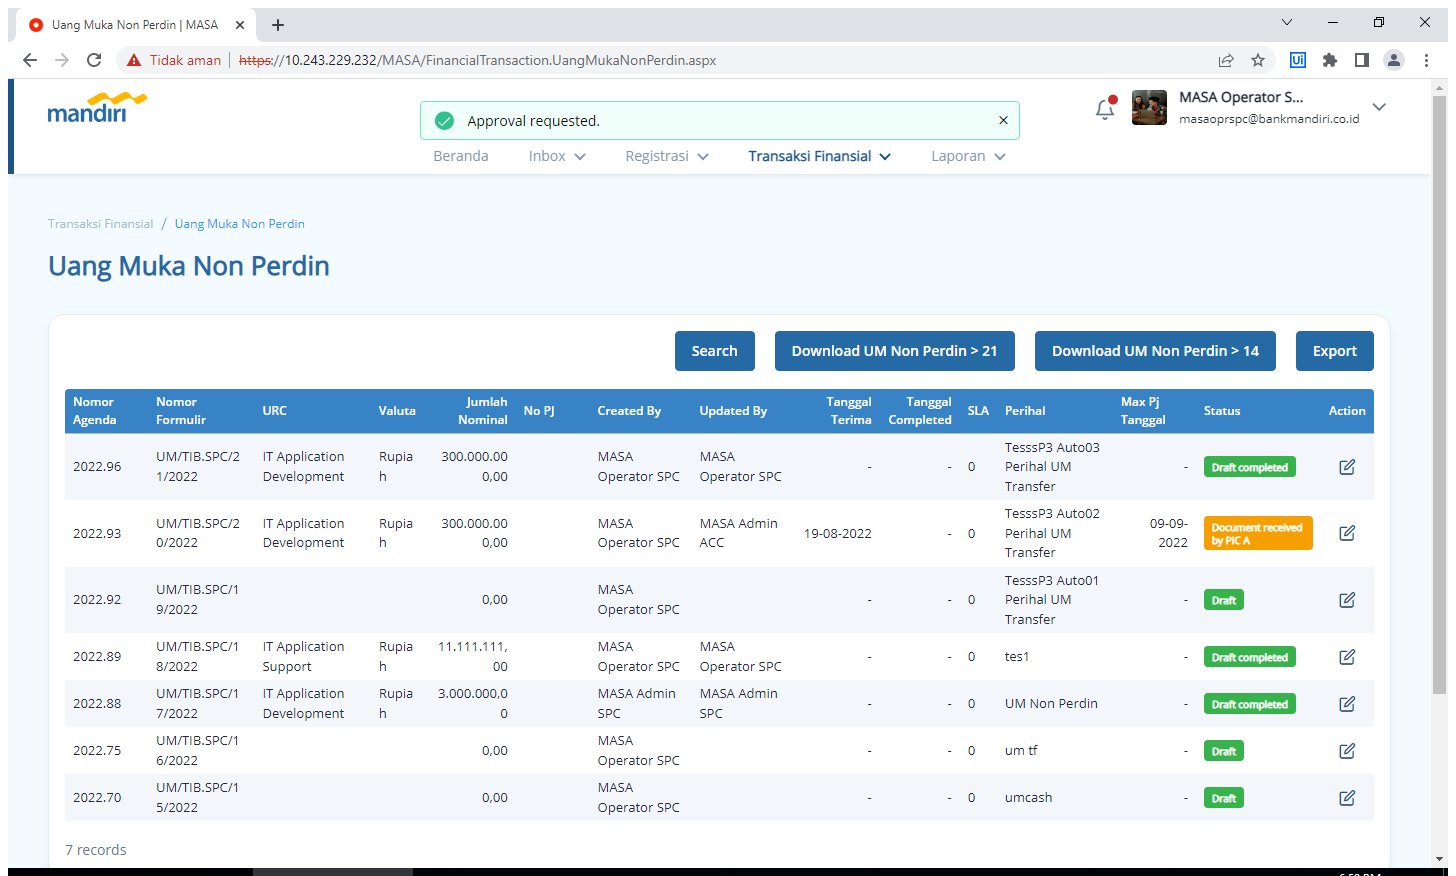 Uang Muka Non Perdin | MASA
Tidak aman
https://10.243.229.232/MASA/FinancialTransaction.UangMukaNonPerdin.aspx
Ui
mandiri
Approval requested.
MASA Operator S...
masaoprspc@bankmandiri.co.id
Beranda
Inbox
Registrasi
Transaksi Finansial
Laporan
Transaksi Finansial / Uang Muka Non Perdin
Uang Muka Non Perdin
Search
Download UM Non Perdin > 21
Download UM Non Perdin > 14
Export
Nomor Agenda Nomor Formulir URC Valuta Jumlah Nominal No PJ Created By Updated By Tanggal Terima Tanggal Completed SLA Perihal Max Pj Tanggal Status Action
2022.96 UM/TIB.SPC/21/2022 IT Application Development Rupiah 300.000.000,00 MASA Operator SPC MASA Operator SPC - - 0 TesssP3 Auto03 Perihal UM Transfer - Draft completed
2022.93 UM/TIB.SPC/20/2022 IT Application Development Rupiah 300.000.000,00 MASA Operator SPC MASA Admin ACC 19-08-2022 - 0 TesssP3 Auto02 Perihal UM Transfer 09-09-2022 Document received by PIC A
2022.92 UM/TIB.SPC/19/2022 0,00 MASA Operator SPC - - 0 TesssP3 Auto01 Perihal UM Transfer - Draft
2022.89 UM/TIB.SPC/18/2022 IT Application Support Rupiah 11.111.111,00 MASA Operator SPC MASA Operator SPC - - 0 tes1 - Draft completed
2022.88 UM/TIB.SPC/17/2022 IT Application Development Rupiah 3.000.000,00 MASA Admin SPC MASA Admin SPC - - 0 UM Non Perdin - Draft completed
2022.75 UM/TIB.SPC/16/2022 0,00 MASA Operator SPC - - 0 um tf - Draft
2022.70 UM/TIB.SPC/15/2022 0,00 MASA Operator SPC - - 0 umcash - Draft
7 records